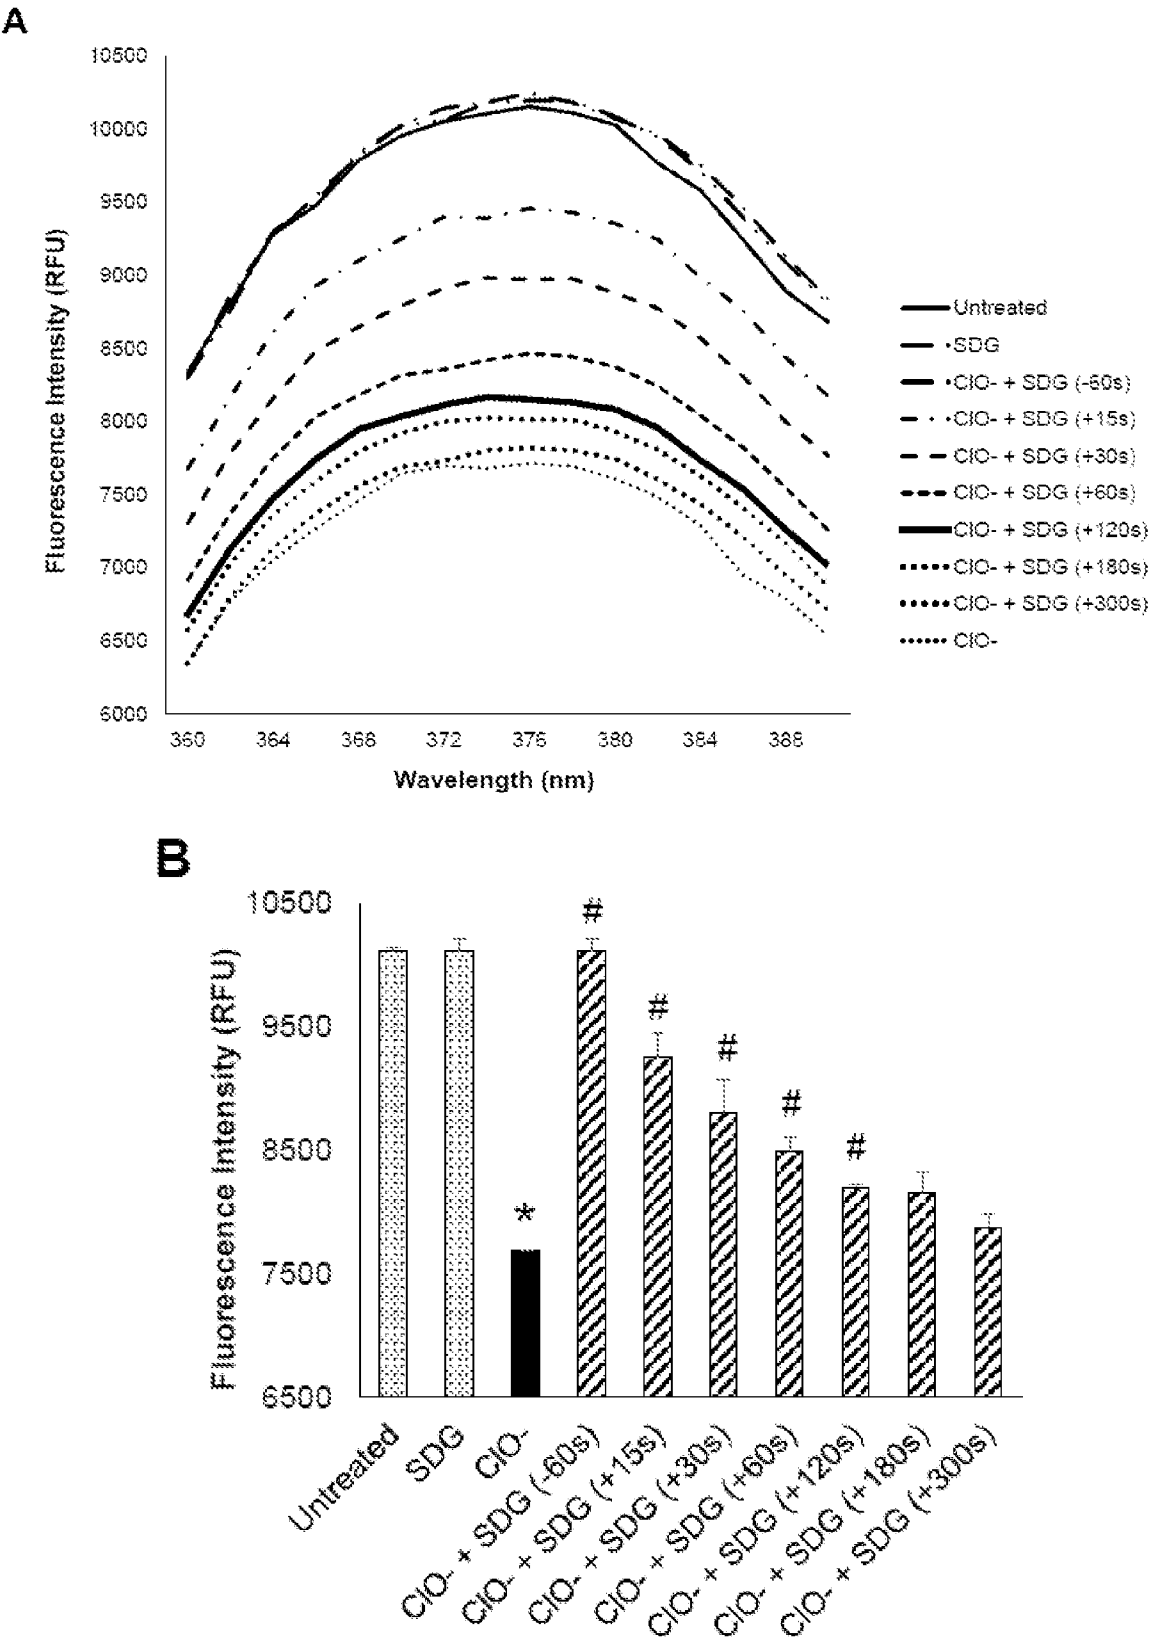 A
10500
10000
9500
9000
8500
8000
7500
7000
6500
6000
Fluorescence Intensity (RFU)
360 364 368 372 376 380 384 388
Wavelength (nm)
Untreated
SDG
ClO- + SDG (-60s)
ClO- + SDG (+15s)
ClO- + SDG (+30s)
ClO- + SDG (+60s)
ClO- + SDG (+120s)
ClO- + SDG (+180s)
ClO- + SDG (+300s)
ClO-
B
10500
9500
8500
7500
6500
Fluorescence Intensity (RFU)
*
#
#
#
#
#
Untreated
SDG
ClO-
ClO- + SDG (-60s)
ClO- + SDG (+15s)
ClO- + SDG (+30s)
ClO- + SDG (+60s)
ClO- + SDG (+120s)
ClO- + SDG (+180s)
ClO- + SDG (+300s)